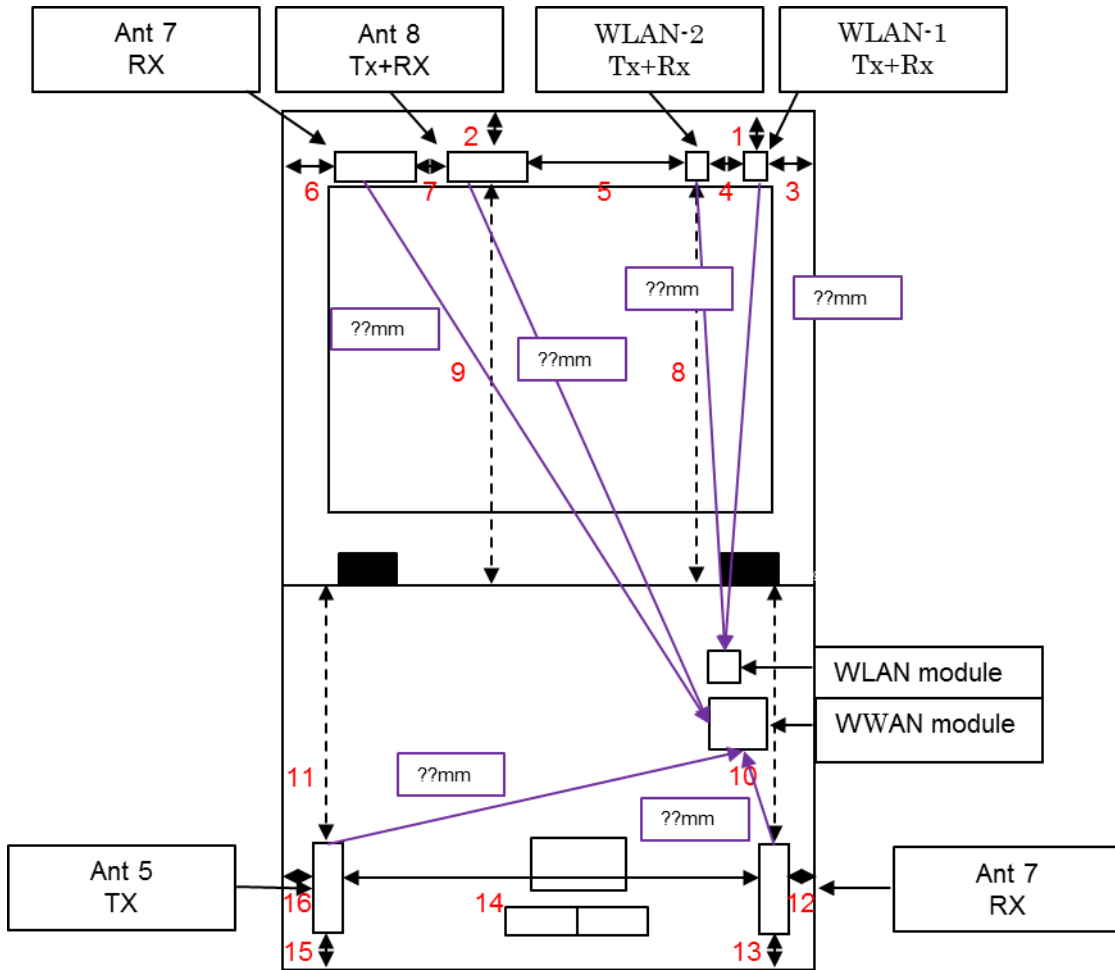 Ant 7
RX
Ant 8
Tx+RX
WLAN-2
Tx+Rx
WLAN-1
Tx+Rx
2
1
6
7
5
4
3
??mm
??mm
??mm
??mm
9
8
WLAN module
WWAN module
10
11
??mm
??mm
Ant 5
TX
Ant 7
RX
16
14
12
15
13